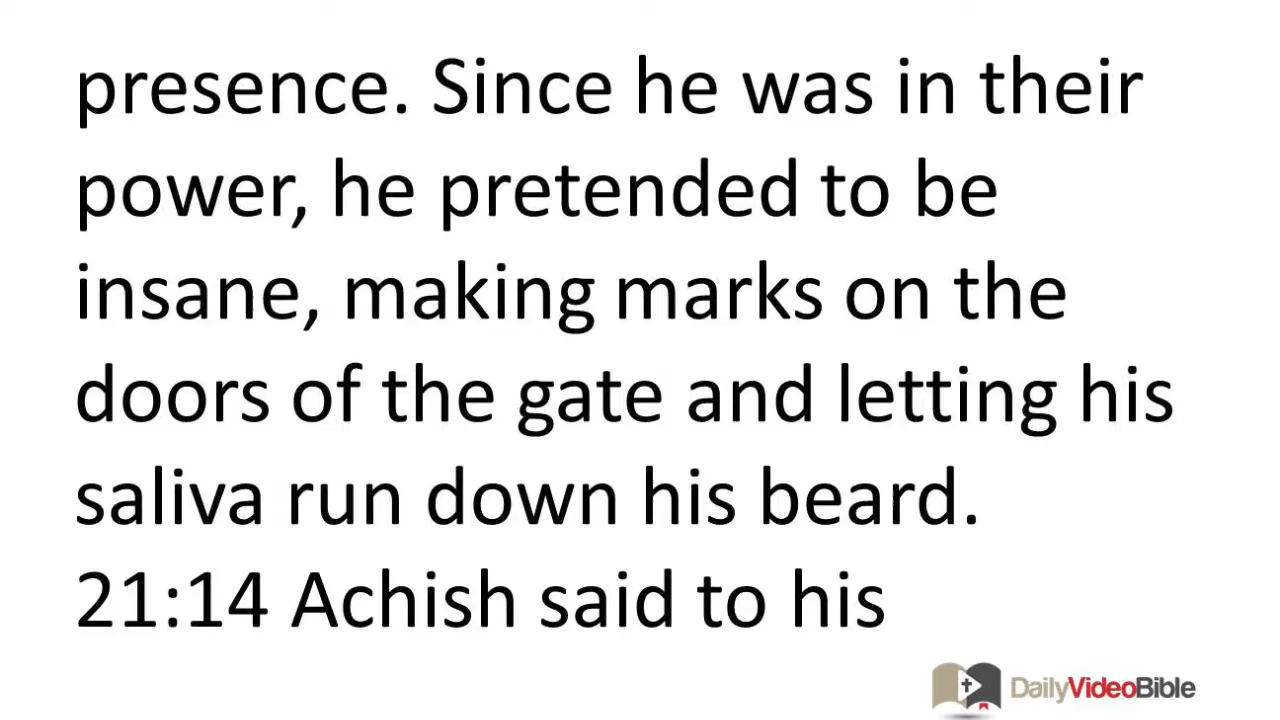 presence. Since he was in their
power, he pretended to be
insane, making marks on the
doors of the gate and letting his
saliva run down his beard.
21:14 Achish said to his
DailyVideoBible